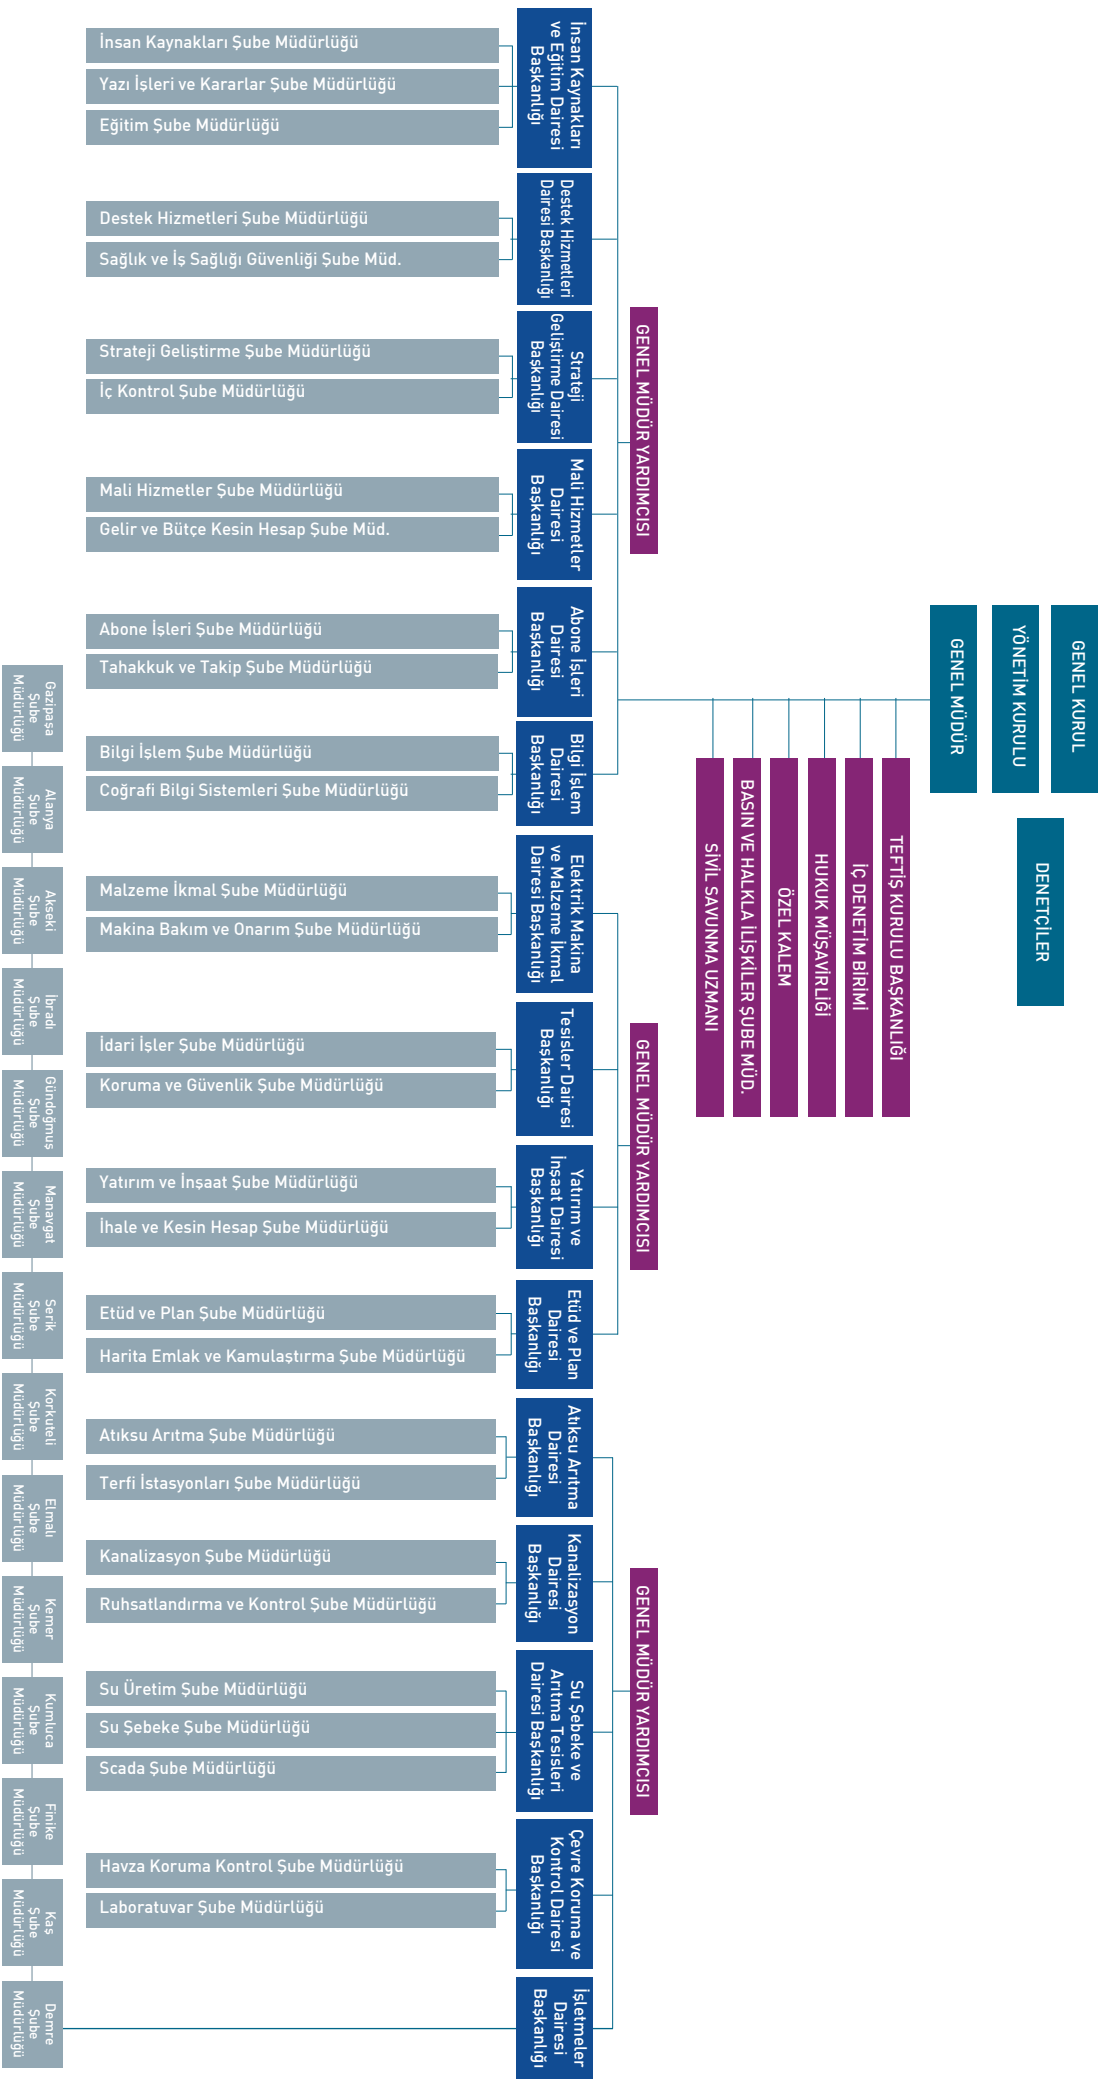 GENEL KURUL
YÖNETİM KURULU
GENEL MÜDÜR
DENETÇİLER
TEFTİŞ KURULU BAŞKANLIĞI
İÇ DENETİM BİRİMİ
HUKUK MÜŞAVİRLİĞİ
ÖZEL KALEM
BASIN VE HALKLA İLİŞKİLER ŞUBE MÜD.
SİVİL SAVUNMA UZMANI
GENEL MÜDÜR YARDIMCISI
İnsan Kaynakları
ve Eğitim Dairesi
Başkanlığı
İnsan Kaynakları Şube Müdürlüğü
Yazı İşleri ve Kararlar Şube Müdürlüğü
Eğitim Şube Müdürlüğü
Destek Hizmetleri
Dairesi Başkanlığı
Destek Hizmetleri Şube Müdürlüğü
Sağlık ve İş Sağlığı Güvenliği Şube Müd.
Strateji
Geliştirme Dairesi
Başkanlığı
Strateji Geliştirme Şube Müdürlüğü
İç Kontrol Şube Müdürlüğü
Mali Hizmetler
Dairesi
Başkanlığı
Mali Hizmetler Şube Müdürlüğü
Gelir ve Bütçe Kesin Hesap Şube Müd.
Abone İşleri
Dairesi
Başkanlığı
Abone İşleri Şube Müdürlüğü
Tahakkuk ve Takip Şube Müdürlüğü
Bilgi İşlem
Dairesi
Başkanlığı
Bilgi İşlem Şube Müdürlüğü
Coğrafi Bilgi Sistemleri Şube Müdürlüğü
GENEL MÜDÜR YARDIMCISI
Elektrik Makina
ve Malzeme İkmal
Dairesi Başkanlığı
Malzeme İkmal Şube Müdürlüğü
Makina Bakım ve Onarım Şube Müdürlüğü
Tesisler Dairesi
Başkanlığı
İdari İşler Şube Müdürlüğü
Koruma ve Güvenlik Şube Müdürlüğü
Yatırım ve
İnşaat Dairesi
Başkanlığı
Yatırım ve İnşaat Şube Müdürlüğü
İhale ve Kesin Hesap Şube Müdürlüğü
Etüd ve Plan
Dairesi
Başkanlığı
Etüd ve Plan Şube Müdürlüğü
Harita Emlak ve Kamulaştırma Şube Müdürlüğü
GENEL MÜDÜR YARDIMCISI
Atıksu Arıtma
Dairesi
Başkanlığı
Atıksu Arıtma Şube Müdürlüğü
Terfi İstasyonları Şube Müdürlüğü
Kanalizasyon
Dairesi
Başkanlığı
Kanalizasyon Şube Müdürlüğü
Ruhsatlandırma ve Kontrol Şube Müdürlüğü
Su Şebeke ve
Arıtma Tesisleri
Dairesi Başkanlığı
Su Üretim Şube Müdürlüğü
Su Şebeke Şube Müdürlüğü
Scada Şube Müdürlüğü
Çevre Koruma ve
Kontrol Dairesi
Başkanlığı
Havza Koruma Kontrol Şube Müdürlüğü
Laboratuvar Şube Müdürlüğü
İşletmeler
Dairesi
Başkanlığı
Gazipaşa
Şube
Müdürlüğü
Alanya
Şube
Müdürlüğü
Akseki
Şube
Müdürlüğü
İbradı
Şube
Müdürlüğü
Gündoğmuş
Şube
Müdürlüğü
Manavgat
Şube
Müdürlüğü
Serik
Şube
Müdürlüğü
Korkuteli
Şube
Müdürlüğü
Elmalı
Şube
Müdürlüğü
Kemer
Şube
Müdürlüğü
Kumluca
Şube
Müdürlüğü
Finike
Şube
Müdürlüğü
Kaş
Şube
Müdürlüğü
Demre
Şube
Müdürlüğü